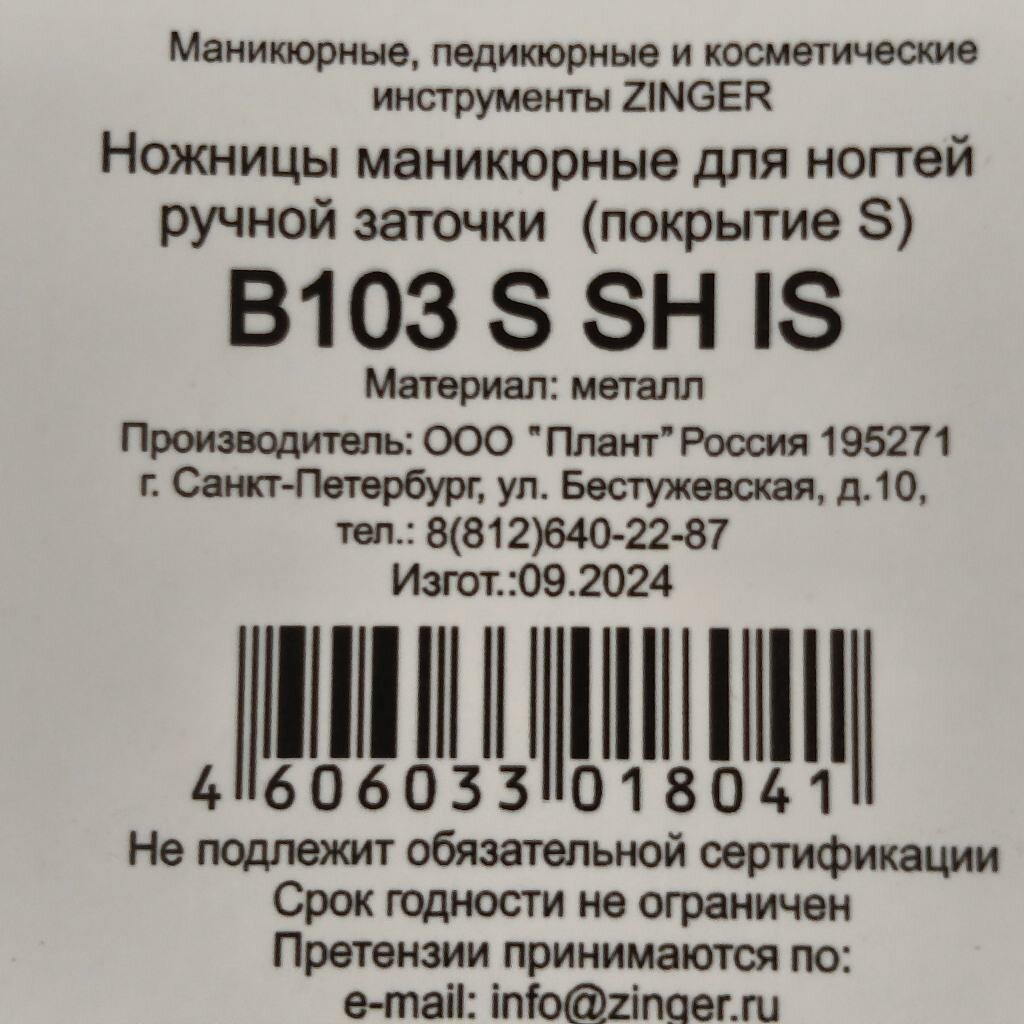 Маникюрные, педикюрные и косметические
инструменты ZINGER
Ножницы маникюрные для ногтей
ручной заточки (покрытие S)
B103 S SH IS
Материал: металл
Производитель: ООО "Плант" Россия 195271
г. Санкт-Петербург, ул. Бестужевская, д.10,
тел.: 8(812)640-22-87
Изгот.:09.2024
4 606033 018041
Не подлежит обязательной сертификации
Срок годности не ограничен
Претензии принимаются по:
e-mail: info@zinger.ru